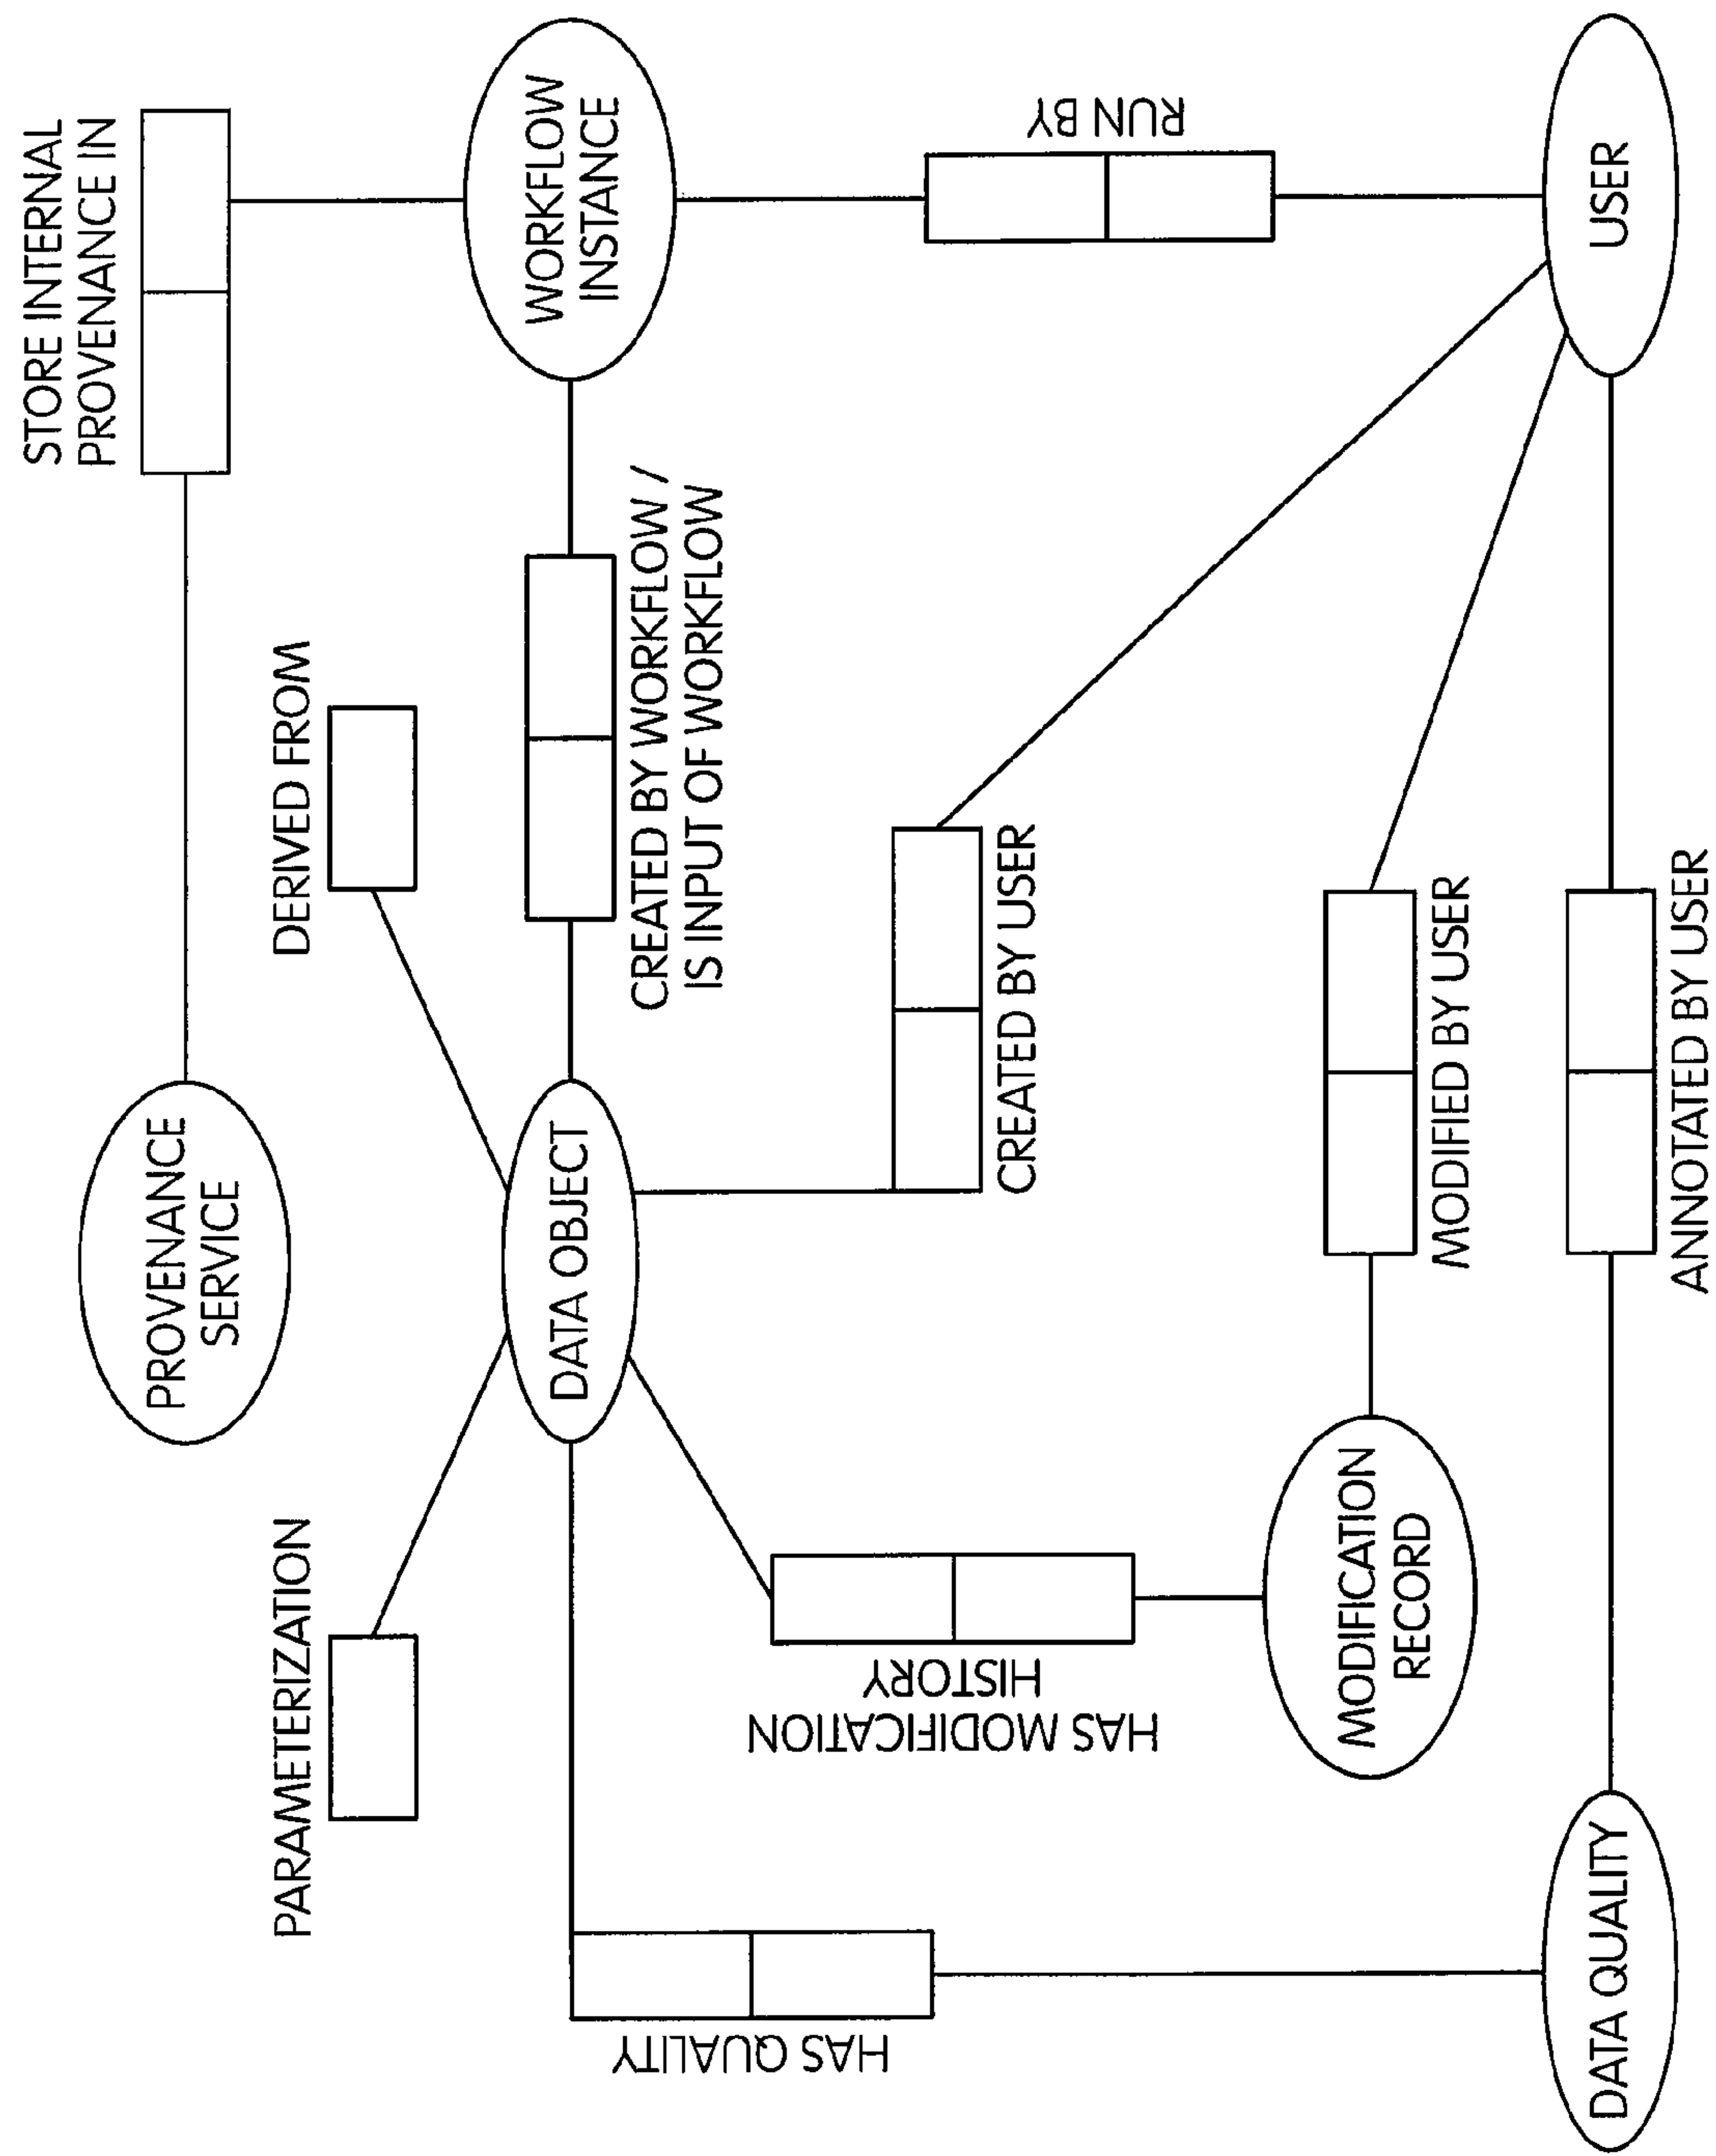 STORE INTERNAL
PROVENANCE IN
PROVENANCE
SERVICE
PARAMETERIZATION
DERIVED FROM
DATA OBJECT
WORKFLOW
INSTANCE
CREATED BY WORKFLOW /
IS INPUT OF WORKFLOW
HAS QUALITY
HAS MODIFICATION
HISTORY
CREATED BY USER
RUN BY
MODIFICATION
RECORD
MODIFIED BY USER
DATA QUALITY
ANNOTATED BY USER
USER